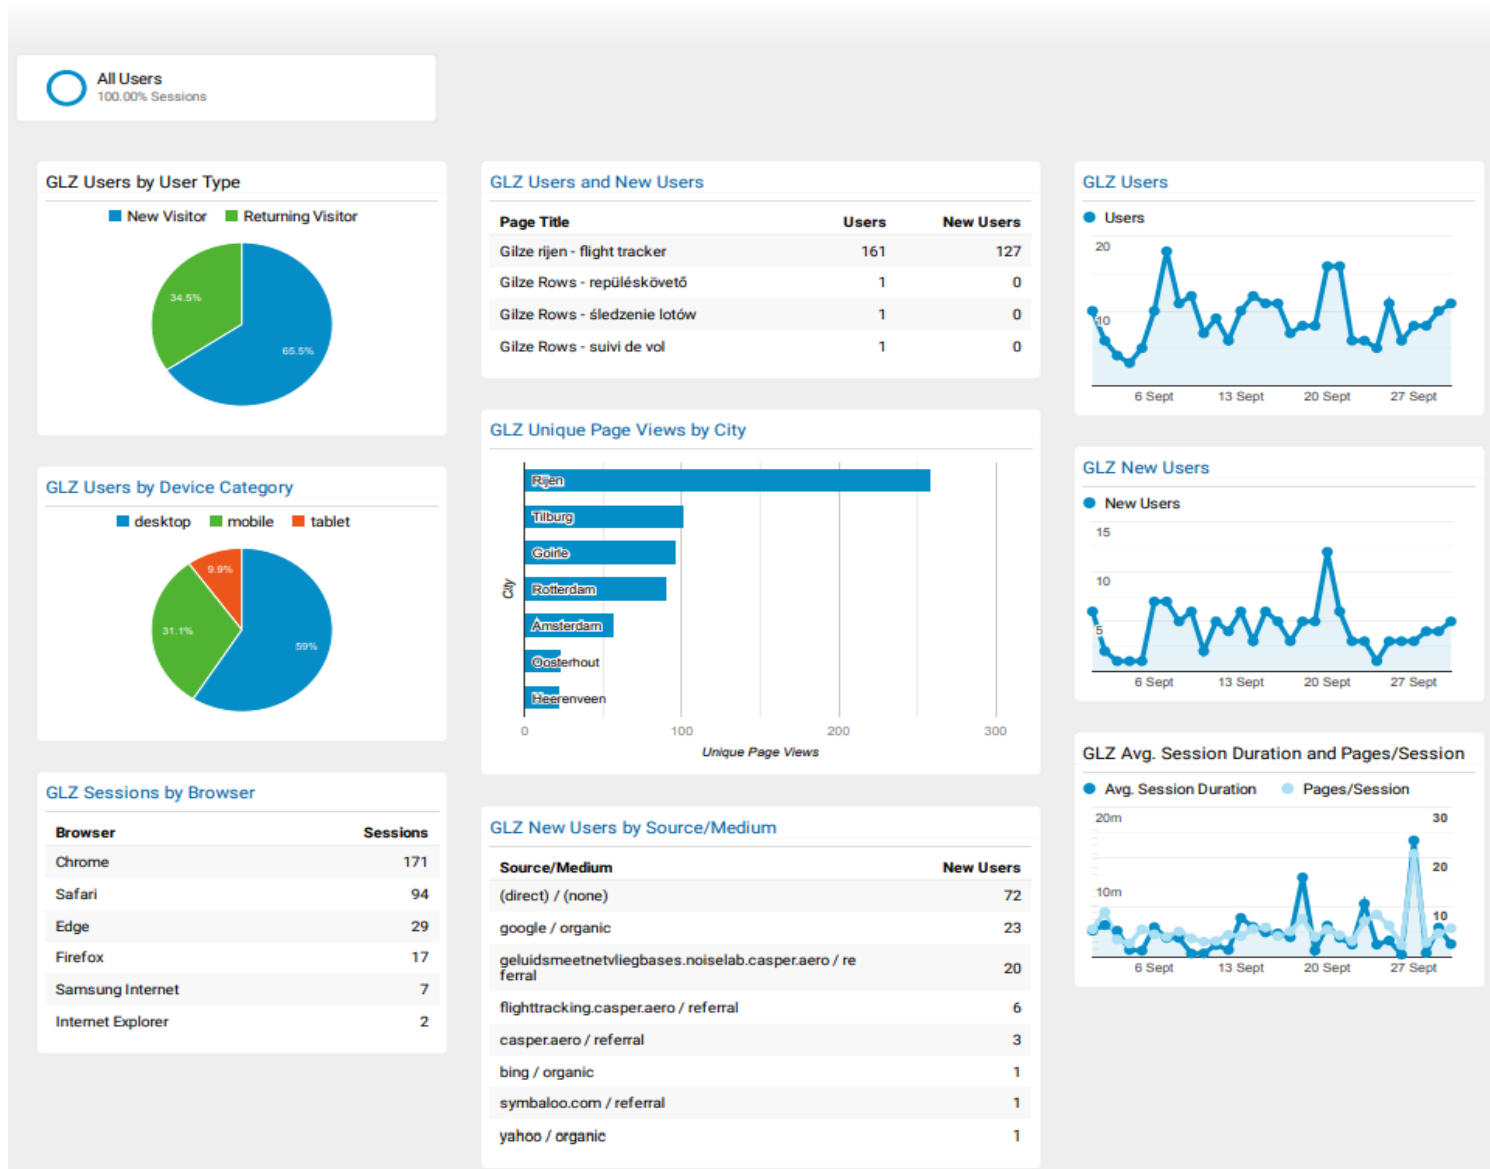 All Users
100.00% Sessions
GLZ Users by User Type
New Visitor Returning Visitor
34.5%
65.5%
GLZ Users by Device Category
desktop mobile tablet
9.9%
31.1%
59%
GLZ Sessions by Browser
Browser Sessions
Chrome 171
Safari 94
Edge 29
Firefox 17
Samsung Internet 7
Internet Explorer 2
GLZ Users and New Users
Page Title Users New Users
Gilze rijen - flight tracker 161 127
Gilze Rows - repüléskövető 1 0
Gilze Rows - śledzenie lotów 1 0
Gilze Rows - suivi de vol 1 0
GLZ Unique Page Views by City
City
Rijen
Tilburg
Goirle
Rotterdam
Amsterdam
Oosterhout
Heerenveen
0 100 200 300
Unique Page Views
GLZ New Users by Source/Medium
Source/Medium New Users
(direct) / (none) 72
google / organic 23
geluidsmeetnetvliegbases.noiselab.casper.aero / re
ferral 20
flighttracking.casper.aero / referral 6
casper.aero / referral 3
bing / organic 1
symbaloo.com / referral 1
yahoo / organic 1
GLZ Users
Users
20
10
6 Sept 13 Sept 20 Sept 27 Sept
GLZ New Users
New Users
15
10
5
6 Sept 13 Sept 20 Sept 27 Sept
GLZ Avg. Session Duration and Pages/Session
Avg. Session Duration Pages/Session
20m 30
20
10m
10
6 Sept 13 Sept 20 Sept 27 Sept